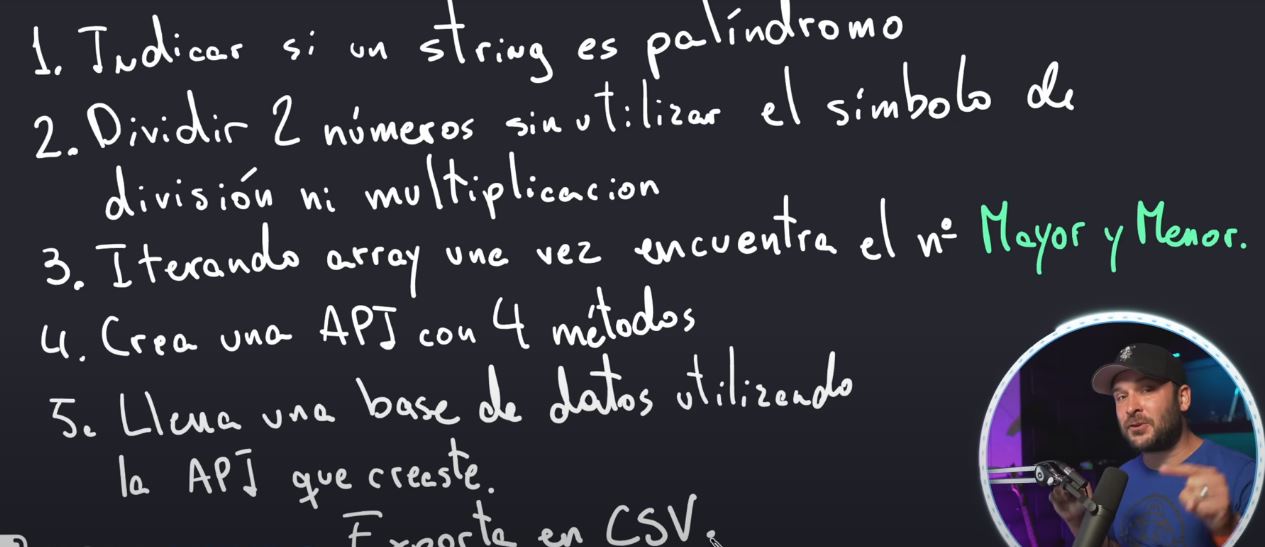 1. Indicar si un string es palíndromo
2. Dividir 2 números sin utilizar el símbolo de
división ni multiplicacion
3. Iterando array una vez encuentra el nº Mayor y Menor.
4. Crea una API con 4 métodos
5. Llena una base de datos utilizando
la API que creaste.
Exporta en CSV.